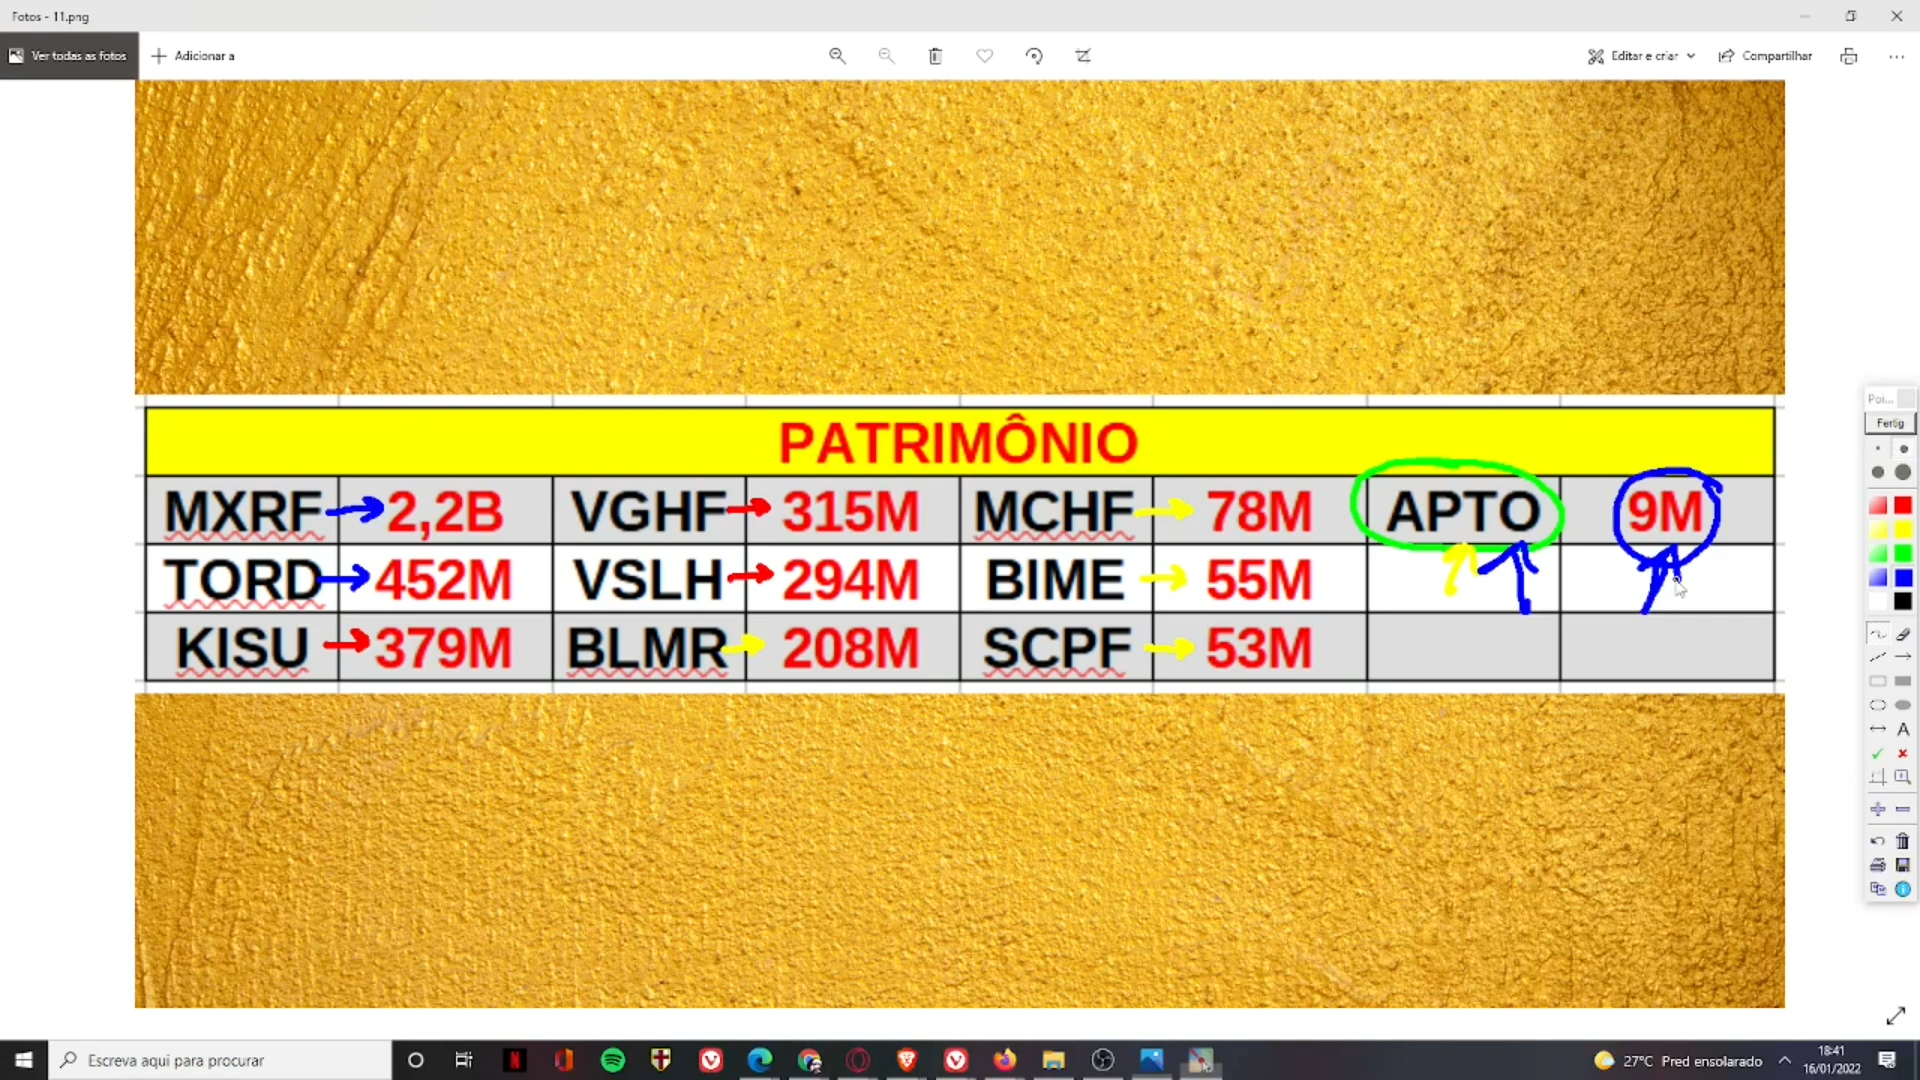 Fotos - 11.png
Ver todas as fotos
Adicionar a
Editar e criar
Compartilhar
PATRIMÔNIO
MXRF 2,2B VGHF 315M MCHF 78M APTO 9M
TORD 452M VSLH 294M BIME 55M
KISU 379M BLMR 208M SCPF 53M
Poi...
Fertig
A
Escreva aqui para procurar
27°C Pred ensolarado
18:41
16/01/2022